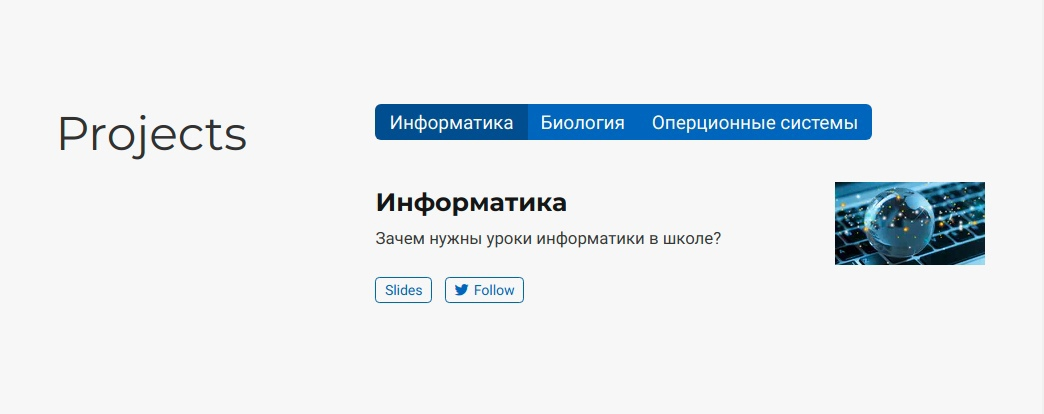 Projects
Информатика Биология Оперционные системы
Информатика
Зачем нужны уроки информатики в школе?
Slides Follow